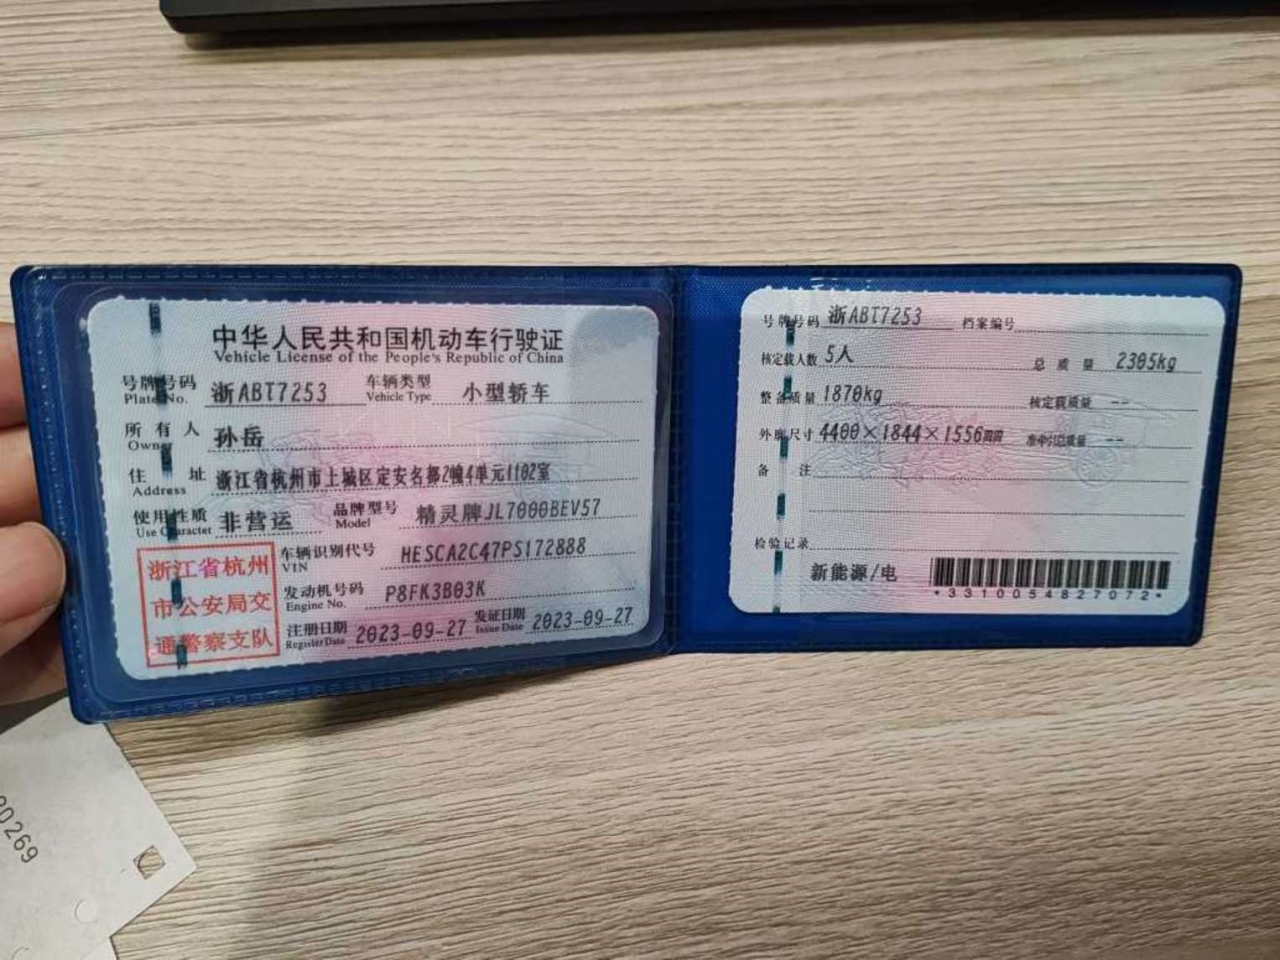 中华人民共和国机动车行驶证
Vehicle License of the People's Republic of China
号牌号码 浙ABT7253 车辆类型 小型轿车
Plate No. Vehicle Type
所有人 孙岳
Owner
住址 浙江省杭州市上城区定安名都2幢4单元1102室
Address
使用性质 非营运 品牌型号 精灵牌JL7000BEV57
Use Character Model
浙江省杭州
市公安局交
通警察支队
车辆识别代号 HESCA2C47PS172888
VIN
发动机号码 P8FK3B03K
Engine No.
注册日期 2023-09-27 发证日期 2023-09-27
Register Date Issue Date
号牌号码 浙ABT7253 档案编号
核定载人数 5人 总质量 2305kg
整备质量 1870kg 核定载质量 --
外廓尺寸 4400×1844×1556mm 准牵引总质量 --
备注
检验记录
新能源/电
*3310054827072*
20269